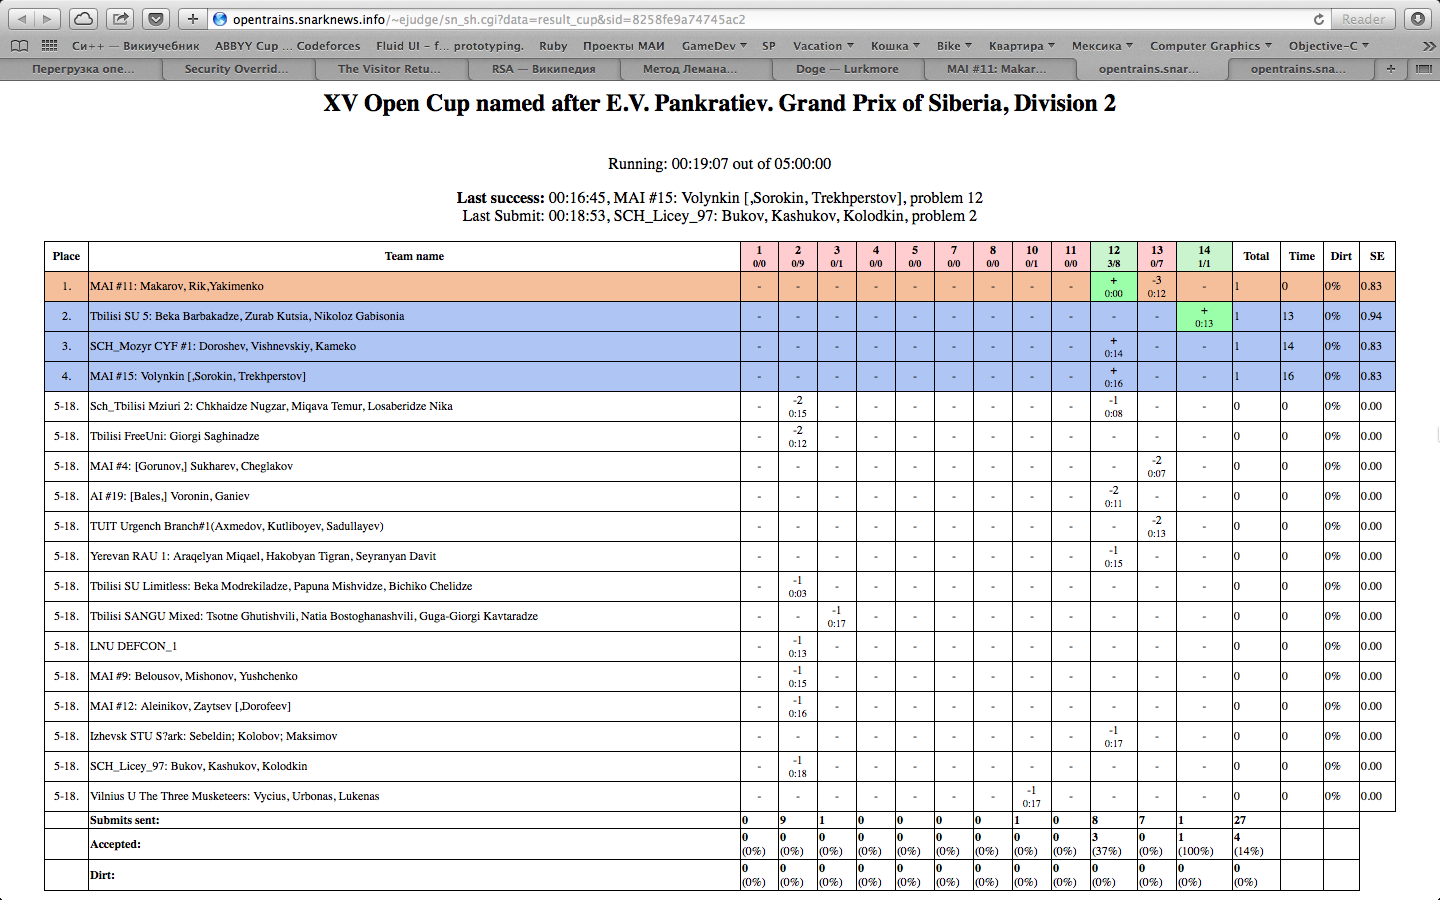 opentrains.snarknews.info/~ejudge/sn_sh.cgi?data=result_cup&sid=8258fe9a74745ac2
Reader
Си++ — Викиучебник ABBYY Cup ... Codeforces Fluid UI – f... prototyping. Ruby Проекты МАИ GameDev SP Vacation Кошка Bike Квартира Мексика Computer Graphics Objective-C
Перегрузка опе... Security Overrid... The Visitor Retu... RSA — Википедия Метод Лемана... Doge — Lurkmore MAI #11: Makar... opentrains.snar... opentrains.sna...
XV Open Cup named after E.V. Pankratiev. Grand Prix of Siberia, Division 2
Running: 00:19:07 out of 05:00:00
Last success: 00:16:45, MAI #15: Volynkin [,Sorokin, Trekhperstov], problem 12
Last Submit: 00:18:53, SCH_Licey_97: Bukov, Kashukov, Kolodkin, problem 2
Place Team name 1 2 3 4 5 7 8 10 11 12 13 14 Total Time Dirt SE
0/0 0/9 0/1 0/0 0/0 0/0 0/0 0/1 0/0 3/8 0/7 1/1
1. MAI #11: Makarov, Rik,Yakimenko - - - - - - - - - + -3 - 1 0 0% 0.83
0:00 0:12
2. Tbilisi SU 5: Beka Barbakadze, Zurab Kutsia, Nikoloz Gabisonia - - - - - - - - - - - + 1 13 0% 0.94
0:13
3. SCH_Mozyr CYF #1: Doroshev, Vishnevskiy, Kameko - - - - - - - - - + - - 1 14 0% 0.83
0:14
4. MAI #15: Volynkin [,Sorokin, Trekhperstov] - - - - - - - - - + - - 1 16 0% 0.83
0:16
5-18. Sch_Tbilisi Mziuri 2: Chkhaidze Nugzar, Miqava Temur, Losaberidze Nika - -2 - - - - - - - -1 - - 0 0 0% 0.00
0:15 0:08
5-18. Tbilisi FreeUni: Giorgi Saghinadze - -2 - - - - - - - - - - 0 0 0% 0.00
0:12
5-18. MAI #4: [Gorunov,] Sukharev, Cheglakov - - - - - - - - - - -2 - 0 0 0% 0.00
0:07
5-18. AI #19: [Bales,] Voronin, Ganiev - - - - - - - - - -2 - - 0 0 0% 0.00
0:11
5-18. TUIT Urgench Branch#1(Axmedov, Kutliboyev, Sadullayev) - - - - - - - - - - -2 - 0 0 0% 0.00
0:13
5-18. Yerevan RAU 1: Araqelyan Miqael, Hakobyan Tigran, Seyranyan Davit - - - - - - - - - -1 - - 0 0 0% 0.00
0:15
5-18. Tbilisi SU Limitless: Beka Modrekiladze, Papuna Mishvidze, Bichiko Chelidze - -1 - - - - - - - - - - 0 0 0% 0.00
0:03
5-18. Tbilisi SANGU Mixed: Tsotne Ghutishvili, Natia Bostoghanashvili, Guga-Giorgi Kavtaradze - - -1 - - - - - - - - - 0 0 0% 0.00
0:17
5-18. LNU DEFCON_1 - -1 - - - - - - - - - - 0 0 0% 0.00
0:13
5-18. MAI #9: Belousov, Mishonov, Yushchenko - -1 - - - - - - - - - - 0 0 0% 0.00
0:15
5-18. MAI #12: Aleinikov, Zaytsev [,Dorofeev] - -1 - - - - - - - - - - 0 0 0% 0.00
0:16
5-18. Izhevsk STU S?ark: Sebeldin; Kolobov; Maksimov - - - - - - - - - -1 - - 0 0 0% 0.00
0:17
5-18. SCH_Licey_97: Bukov, Kashukov, Kolodkin - -1 - - - - - - - - - - 0 0 0% 0.00
0:18
5-18. Vilnius U The Three Musketeers: Vycius, Urbonas, Lukenas - - - - - - - -1 - - - - 0 0 0% 0.00
0:17
Submits sent: 0 9 1 0 0 0 0 1 0 8 7 1 27
Accepted: 0 0 0 0 0 0 0 0 0 3 0 1 4
(0%) (0%) (0%) (0%) (0%) (0%) (0%) (0%) (0%) (37%) (0%) (100%) (14%)
Dirt: 0 0 0 0 0 0 0 0 0 0 0 0 0
(0%) (0%) (0%) (0%) (0%) (0%) (0%) (0%) (0%) (0%) (0%) (0%) (0%)